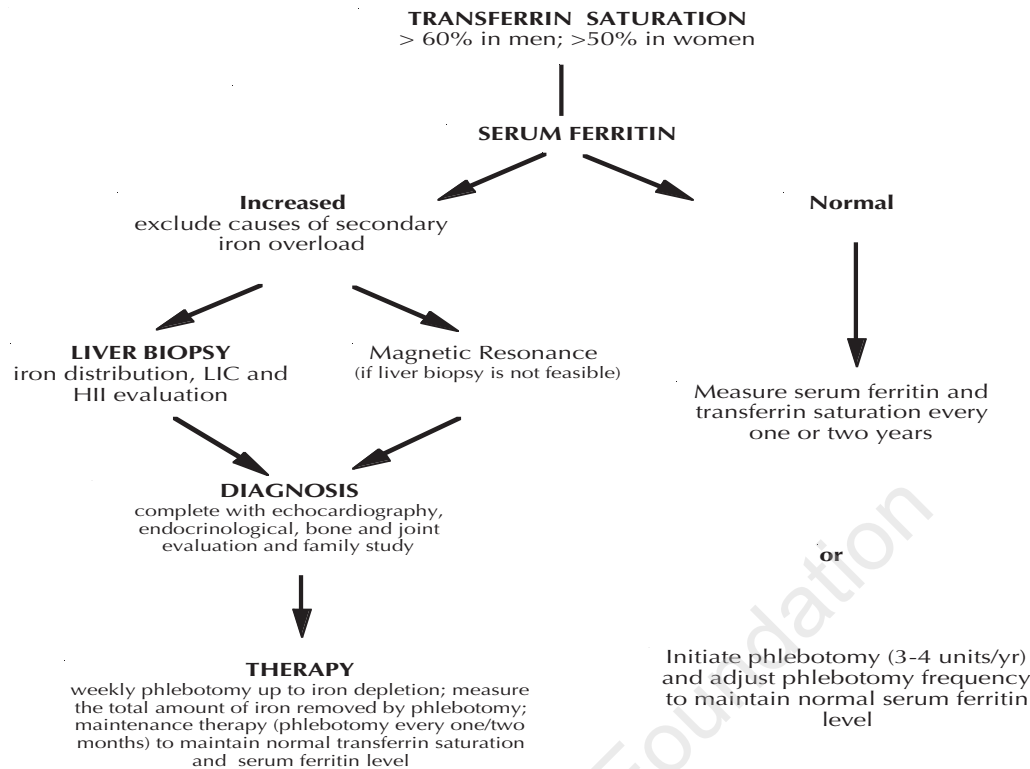 TRANSFERRIN SATURATION
> 60% in men; >50% in women
SERUM FERRITIN
Increased
exclude causes of secondary
iron overload
Normal
LIVER BIOPSY
iron distribution, LIC and
HII evaluation
Magnetic Resonance
(if liver biopsy is not feasible)
Measure serum ferritin and
transferrin saturation every
one or two years
DIAGNOSIS
complete with echocardiography,
endocrinological, bone and joint
evaluation and family study
or
THERAPY
weekly phlebotomy up to iron depletion; measure
the total amount of iron removed by phlebotomy;
maintenance therapy (phlebotomy every one/two
months) to maintain normal transferrin saturation
and serum ferritin level
Initiate phlebotomy (3-4 units/yr)
and adjust phlebotomy frequency
to maintain normal serum ferritin
level
Foundation